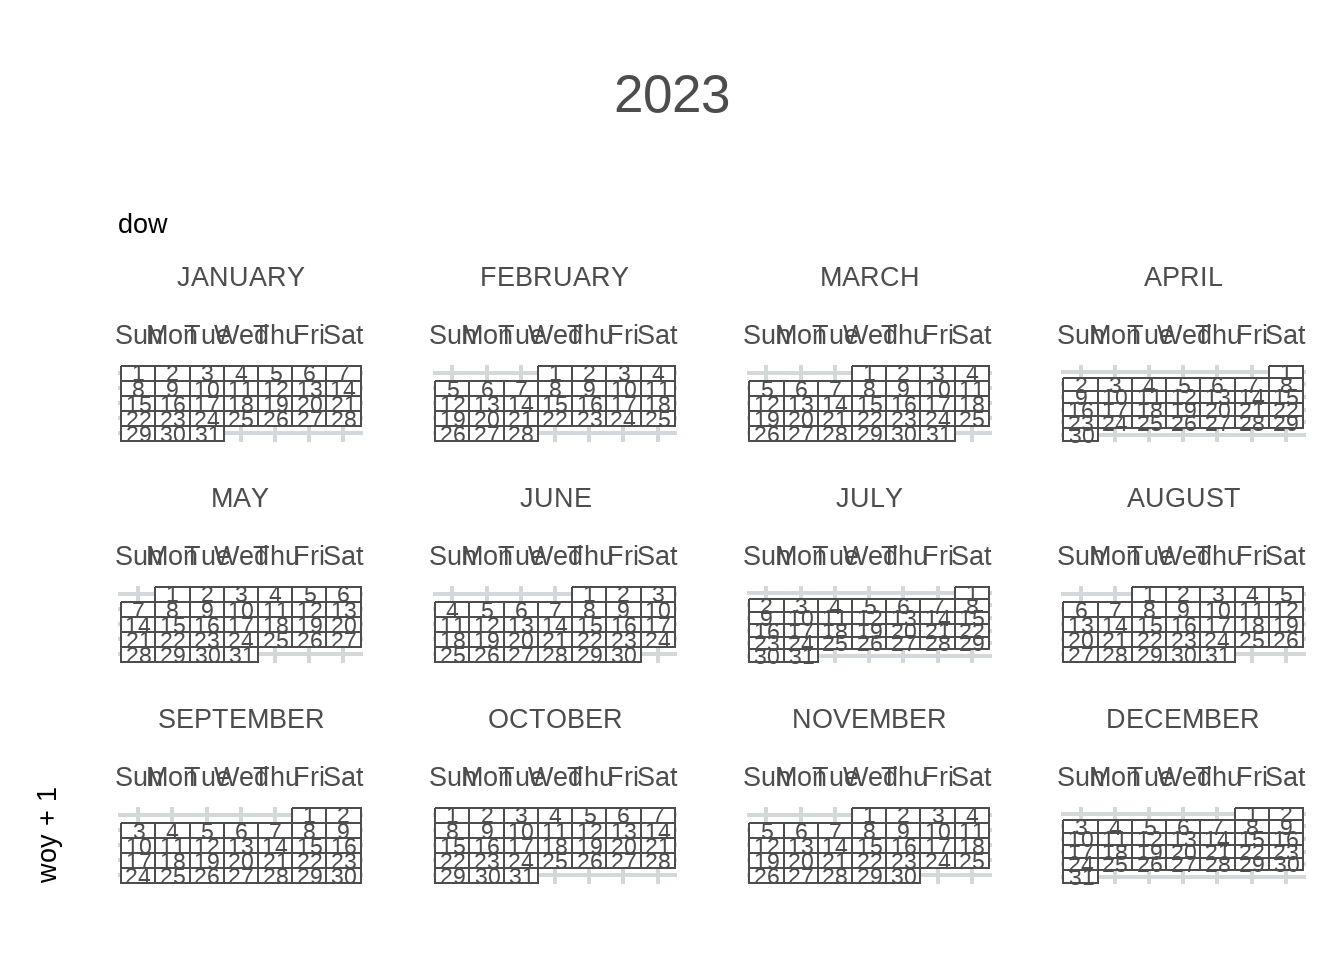 2023
dow
JANUARY FEBRUARY MARCH APRIL
Sun Mon Tue Wed Thu Fri Sat Sun Mon Tue Wed Thu Fri Sat Sun Mon Tue Wed Thu Fri Sat Sun Mon Tue Wed Thu Fri Sat
1 2 3 4 5 6 7 1 2 3 4 1 2 3 4 1
8 9 10 11 12 13 14 5 6 7 8 9 10 11 5 6 7 8 9 10 11 2 3 4 5 6 7 8
15 16 17 18 19 20 21 12 13 14 15 16 17 18 12 13 14 15 16 17 18 9 10 11 12 13 14 15
22 23 24 25 26 27 28 19 20 21 22 23 24 25 19 20 21 22 23 24 25 16 17 18 19 20 21 22
29 30 31 26 27 28 26 27 28 29 30 31 23 24 25 26 27 28 29
30
MAY JUNE JULY AUGUST
Sun Mon Tue Wed Thu Fri Sat Sun Mon Tue Wed Thu Fri Sat Sun Mon Tue Wed Thu Fri Sat Sun Mon Tue Wed Thu Fri Sat
1 2 3 4 5 6 1 2 3 1 1 2 3 4 5
7 8 9 10 11 12 13 4 5 6 7 8 9 10 2 3 4 5 6 7 8 6 7 8 9 10 11 12
14 15 16 17 18 19 20 11 12 13 14 15 16 17 9 10 11 12 13 14 15 13 14 15 16 17 18 19
21 22 23 24 25 26 27 18 19 20 21 22 23 24 16 17 18 19 20 21 22 20 21 22 23 24 25 26
28 29 30 31 25 26 27 28 29 30 23 24 25 26 27 28 29 27 28 29 30 31
30 31
SEPTEMBER OCTOBER NOVEMBER DECEMBER
Sun Mon Tue Wed Thu Fri Sat Sun Mon Tue Wed Thu Fri Sat Sun Mon Tue Wed Thu Fri Sat Sun Mon Tue Wed Thu Fri Sat
1 2 1 2 3 4 5 6 7 1 2 3 4 1 2
3 4 5 6 7 8 9 8 9 10 11 12 13 14 5 6 7 8 9 10 11 3 4 5 6 7 8 9
10 11 12 13 14 15 16 15 16 17 18 19 20 21 12 13 14 15 16 17 18 10 11 12 13 14 15 16
17 18 19 20 21 22 23 22 23 24 25 26 27 28 19 20 21 22 23 24 25 17 18 19 20 21 22 23
24 25 26 27 28 29 30 29 30 31 26 27 28 29 30 24 25 26 27 28 29 30
31
woy + 1